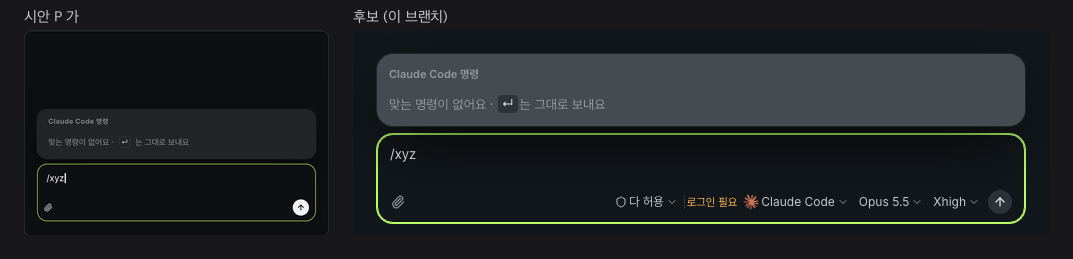 시안 P 가
Claude Code 명령
맞는 명령이 없어요 · ↵ 는 그대로 보내요
/xyz
후보 (이 브랜치)
Claude Code 명령
맞는 명령이 없어요 · ↵ 는 그대로 보내요
/xyz
다 허용 로그인 필요 Claude Code Opus 5.5 Xhigh